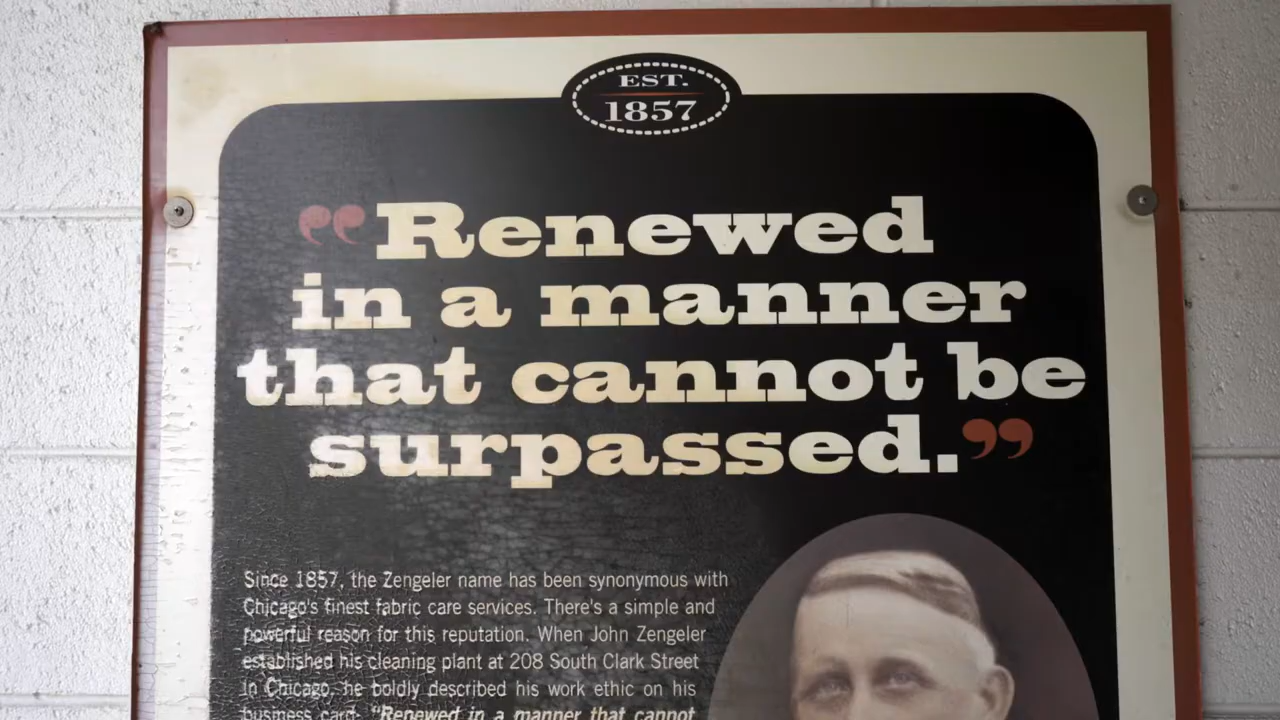 EST.
1857
“Renewed
in a manner
that cannot be
surpassed.”
Since 1857, the Zengeler name has been synonymous with
Chicago's finest fabric care services. There's a simple and
powerful reason for this reputation. When John Zengeler
established his cleaning plant at 208 South Clark Street
in Chicago, he boldly described his work ethic on his
business card: “Renewed in a manner that cannot